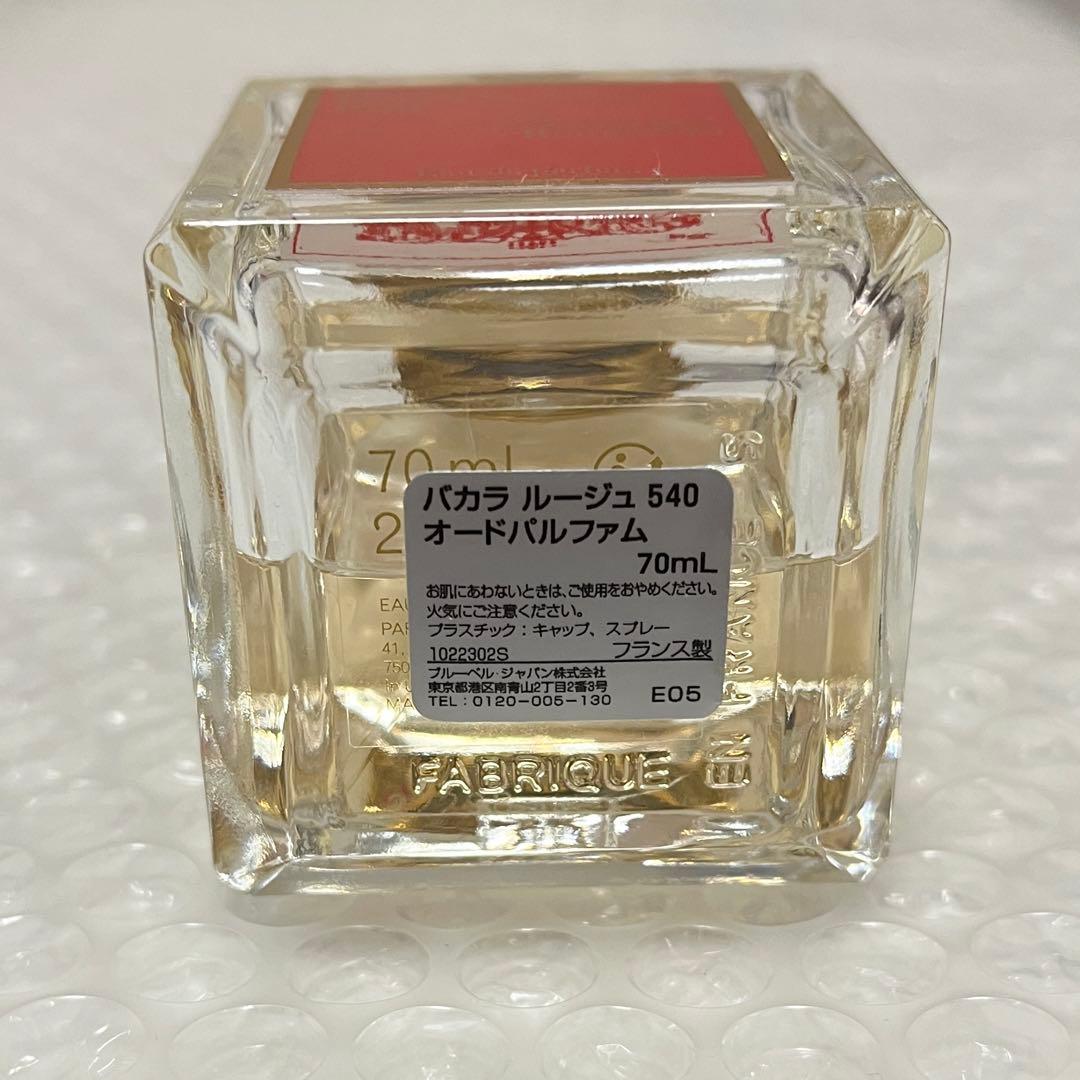 70 mL
2
EAU
PAR
41,
750
in
MA
バカラ ルージュ 540
オードパルファム
70mL
お肌にあわないときは、ご使用をおやめください。
火気にご注意ください。
プラスチック：キャップ、スプレー
1022302S フランス製
ブルーベル・ジャパン株式会社
東京都港区南青山2丁目2番3号
TEL：0120-005-130 E05
FABRIQUE
EN FRANCE